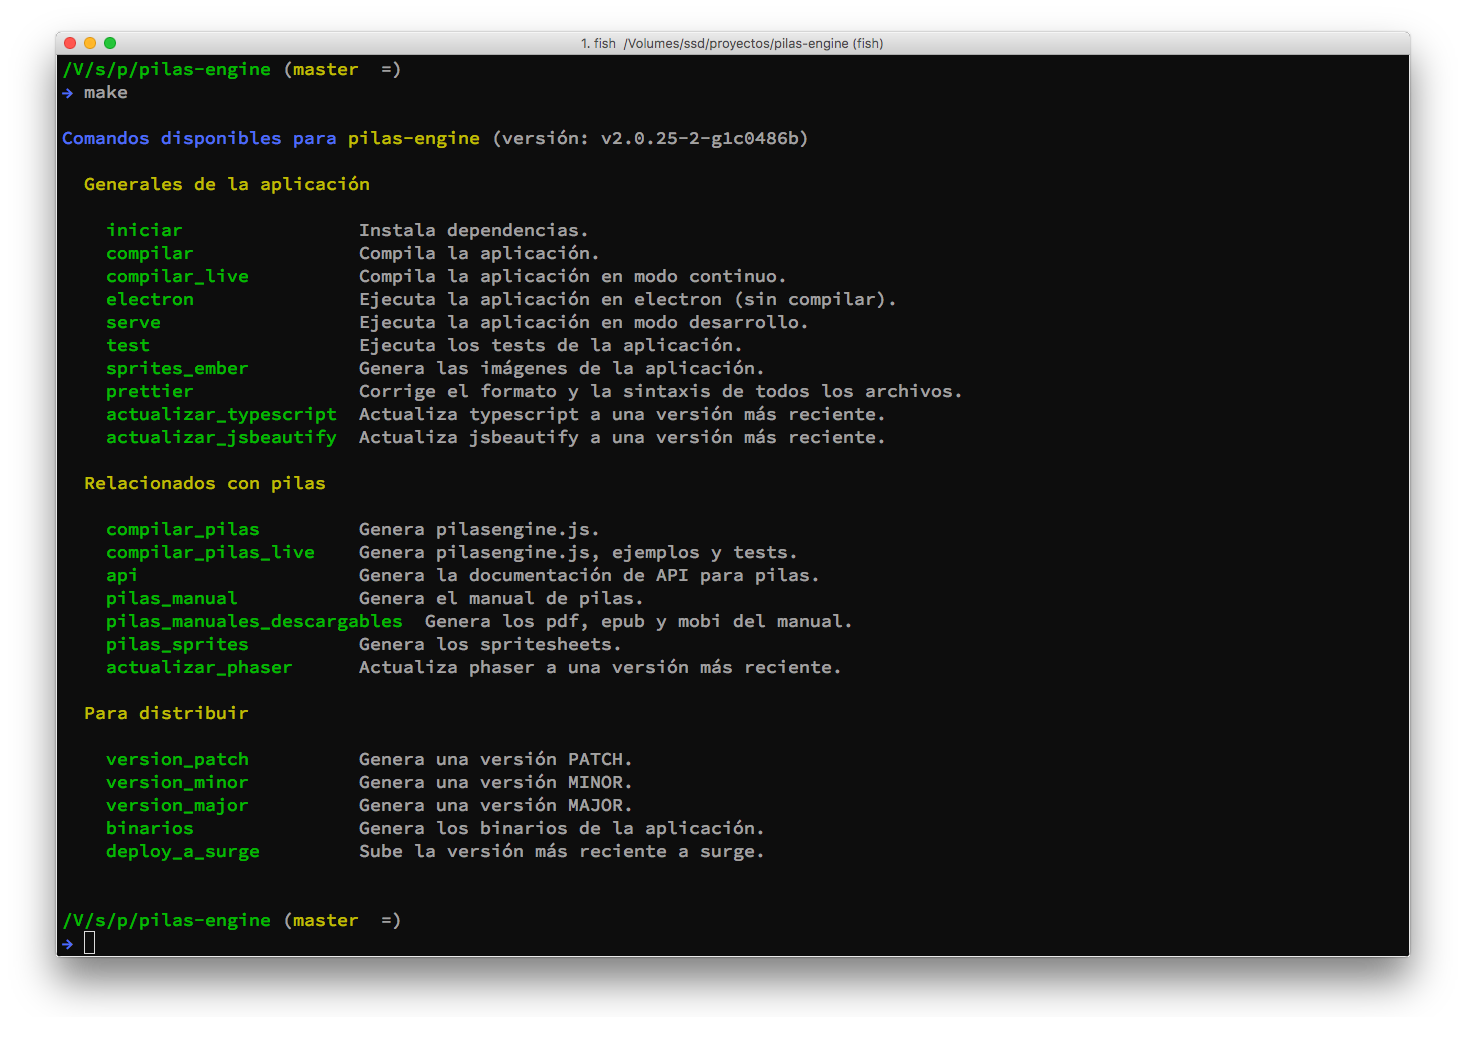 1. fish  /Volumes/ssd/proyectos/pilas-engine (fish)
/V/s/p/pilas-engine (master  =)
→ make
Comandos disponibles para pilas-engine (versión: v2.0.25-2-g1c0486b)
Generales de la aplicación
iniciar Instala dependencias.
compilar Compila la aplicación.
compilar_live Compila la aplicación en modo continuo.
electron Ejecuta la aplicación en electron (sin compilar).
serve Ejecuta la aplicación en modo desarrollo.
test Ejecuta los tests de la aplicación.
sprites_ember Genera las imágenes de la aplicación.
prettier Corrige el formato y la sintaxis de todos los archivos.
actualizar_typescript Actualiza typescript a una versión más reciente.
actualizar_jsbeautify Actualiza jsbeautify a una versión más reciente.
Relacionados con pilas
compilar_pilas Genera pilasengine.js.
compilar_pilas_live Genera pilasengine.js, ejemplos y tests.
api Genera la documentación de API para pilas.
pilas_manual Genera el manual de pilas.
pilas_manuales_descargables Genera los pdf, epub y mobi del manual.
pilas_sprites Genera los spritesheets.
actualizar_phaser Actualiza phaser a una versión más reciente.
Para distribuir
version_patch Genera una versión PATCH.
version_minor Genera una versión MINOR.
version_major Genera una versión MAJOR.
binarios Genera los binarios de la aplicación.
deploy_a_surge Sube la versión más reciente a surge.
/V/s/p/pilas-engine (master  =)
→